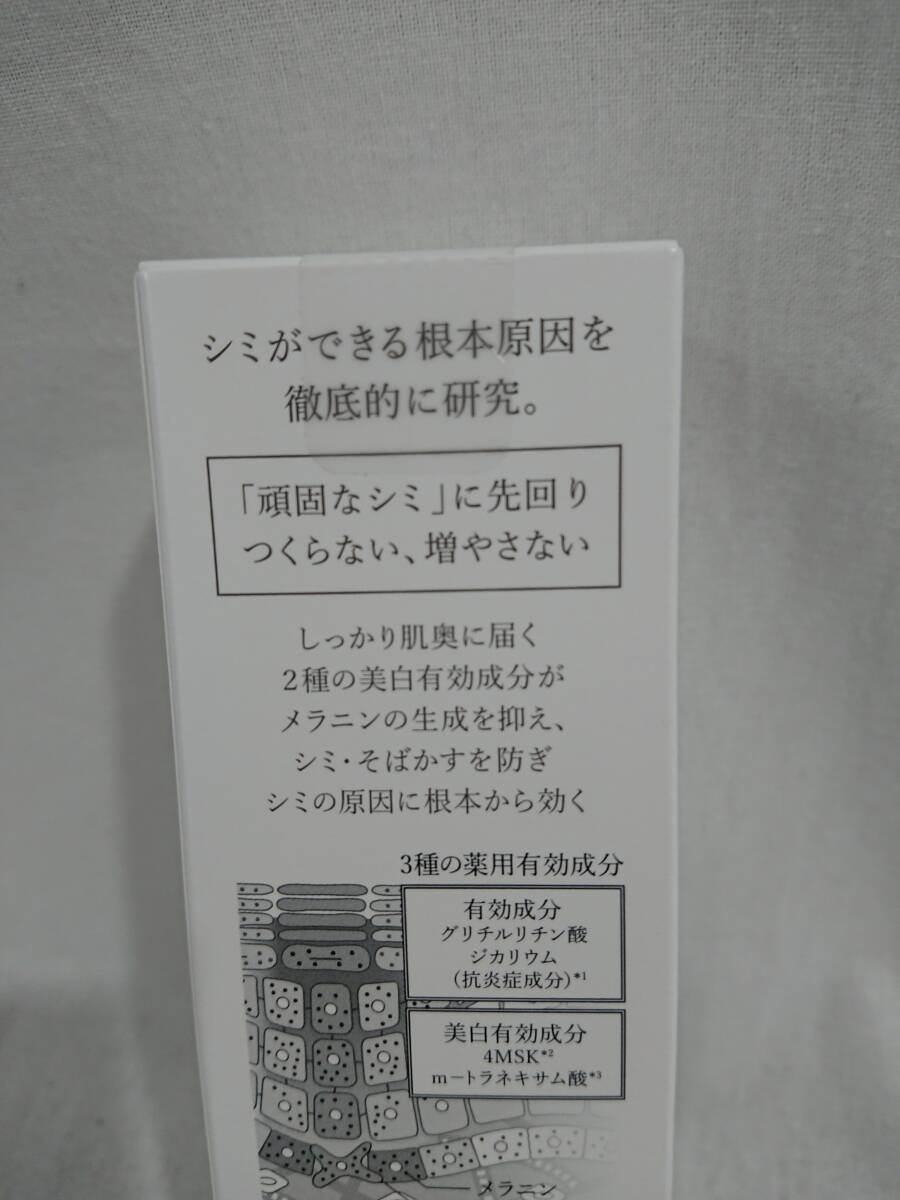 シミができる根本原因を
徹底的に研究。
「頑固なシミ」に先回り
つくらない、増やさない
しっかり肌奥に届く
2種の美白有効成分が
メラニンの生成を抑え、
シミ・そばかすを防ぎ
シミの原因に根本から効く
3種の薬用有効成分
有効成分
グリチルリチン酸
ジカリウム
(抗炎症成分)*1
美白有効成分
4MSK*2
m−トラネキサム酸*3
メラニン